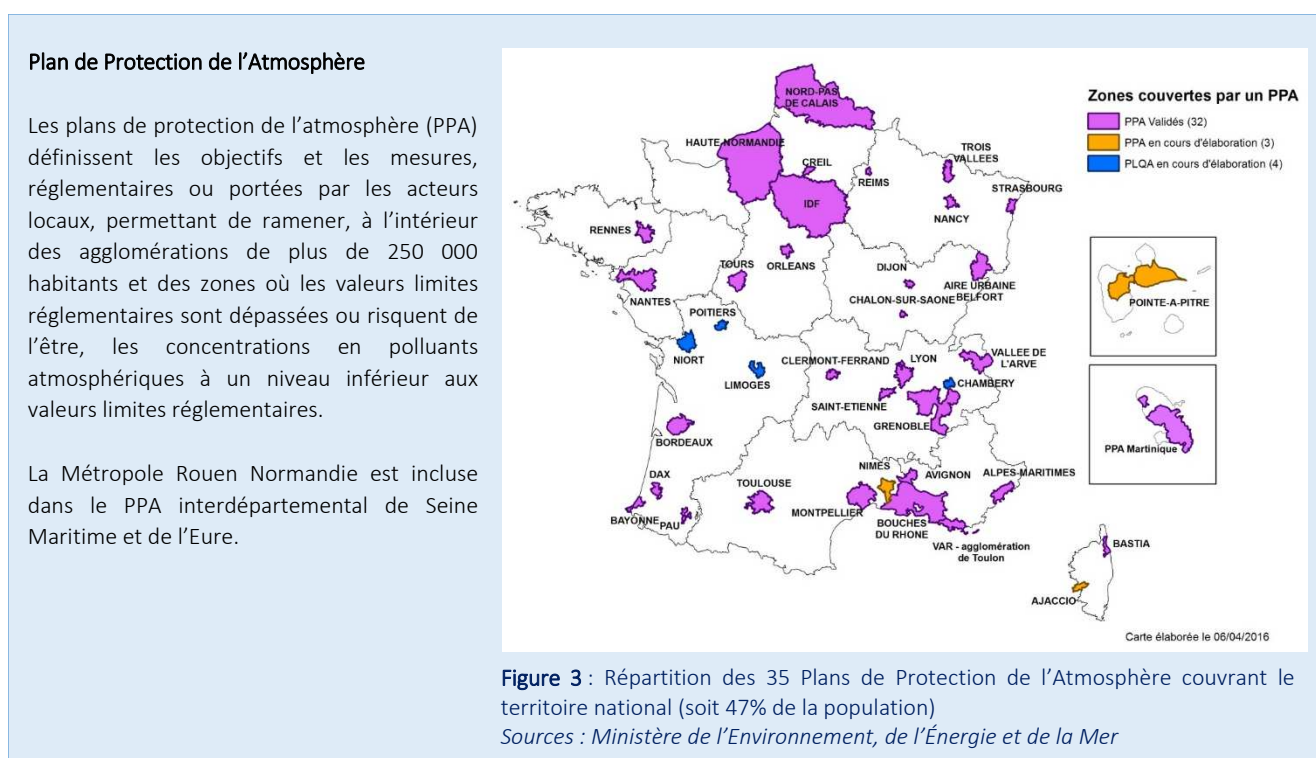 Plan de Protection de l’Atmosphère
Les plans de protection de l’atmosphère (PPA)
définissent les objectifs et les mesures,
réglementaires ou portées par les acteurs
locaux, permettant de ramener, à l’intérieur
des agglomérations de plus de 250 000
habitants et des zones où les valeurs limites
réglementaires sont dépassées ou risquent de
l’être, les concentrations en polluants
atmosphériques à un niveau inférieur aux
valeurs limites réglementaires.
La Métropole Rouen Normandie est incluse
dans le PPA interdépartemental de Seine
Maritime et de l’Eure.
NORD-PAS
DE CALAIS
HAUTE-NORMANDIE
CREIL
REIMS
TROIS
VALLEES
STRASBOURG
IDF
NANCY
RENNES
ORLEANS
TOURS
DIJON
NANTES
CHALON-SUR-SAONE
AIRE URBAINE
BELFORT
POITIERS
NIORT
LIMOGES
CLERMONT-FERRAND
LYON
VALLEE DE
L'ARVE
CHAMBERY
SAINT-ETIENNE
GRENOBLE
BORDEAUX
DAX
TOULOUSE
NIMES
AVIGNON
ALPES-MARITIMES
BAYONNE
PAU
MONTPELLIER
BOUCHES
DU RHONE
VAR - agglomération
de Toulon
BASTIA
AJACCIO
Zones couvertes par un PPA
PPA Validés (32)
PPA en cours d'élaboration (3)
PLQA en cours d'élaboration (4)
POINTE-A-PITRE
PPA Martinique
Carte élaborée le 06/04/2016
Figure 3 : Répartition des 35 Plans de Protection de l’Atmosphère couvrant le
territoire national (soit 47% de la population)
Sources : Ministère de l’Environnement, de l’Énergie et de la Mer